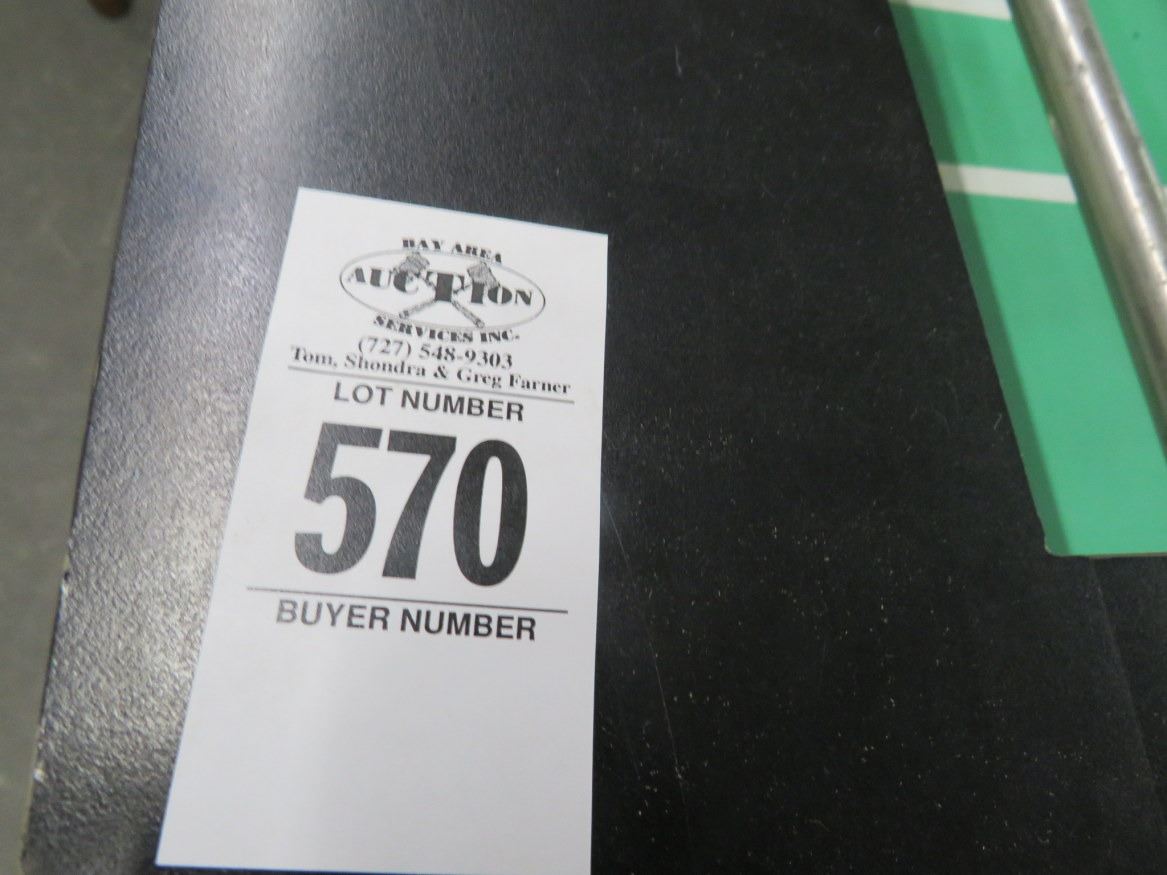 BAY AREA
AUCTION
SERVICES INC.
(727) 548-9303
Tom, Shondra & Greg Farner
LOT NUMBER
570
BUYER NUMBER